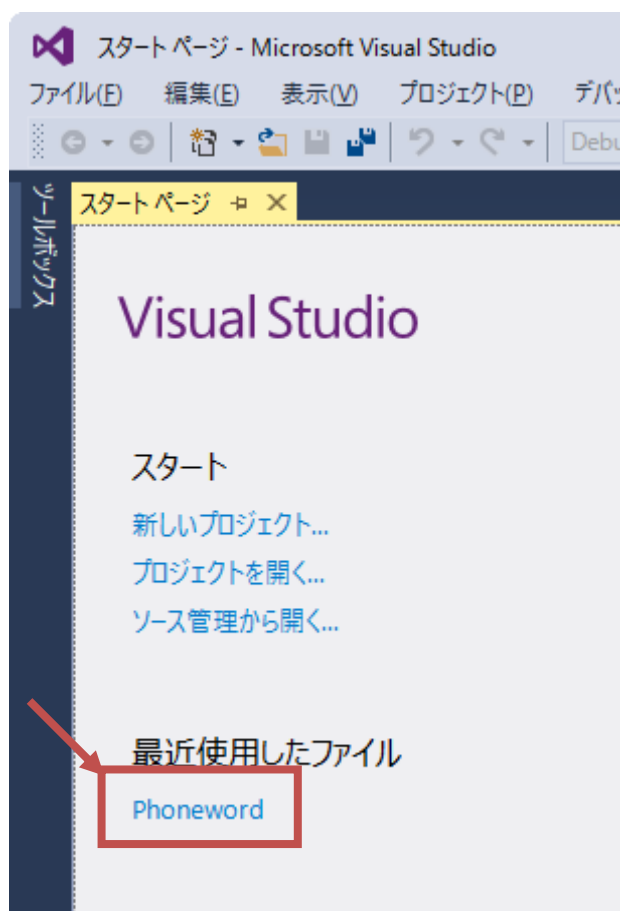 スタート ページ - Microsoft Visual Studio
ファイル(F) 編集(E) 表示(V) プロジェクト(P) デバッ
Debu
ツールボックス
スタート ページ
Visual Studio
スタート
新しいプロジェクト...
プロジェクトを開く...
ソース管理から開く...
最近使用したファイル
Phoneword